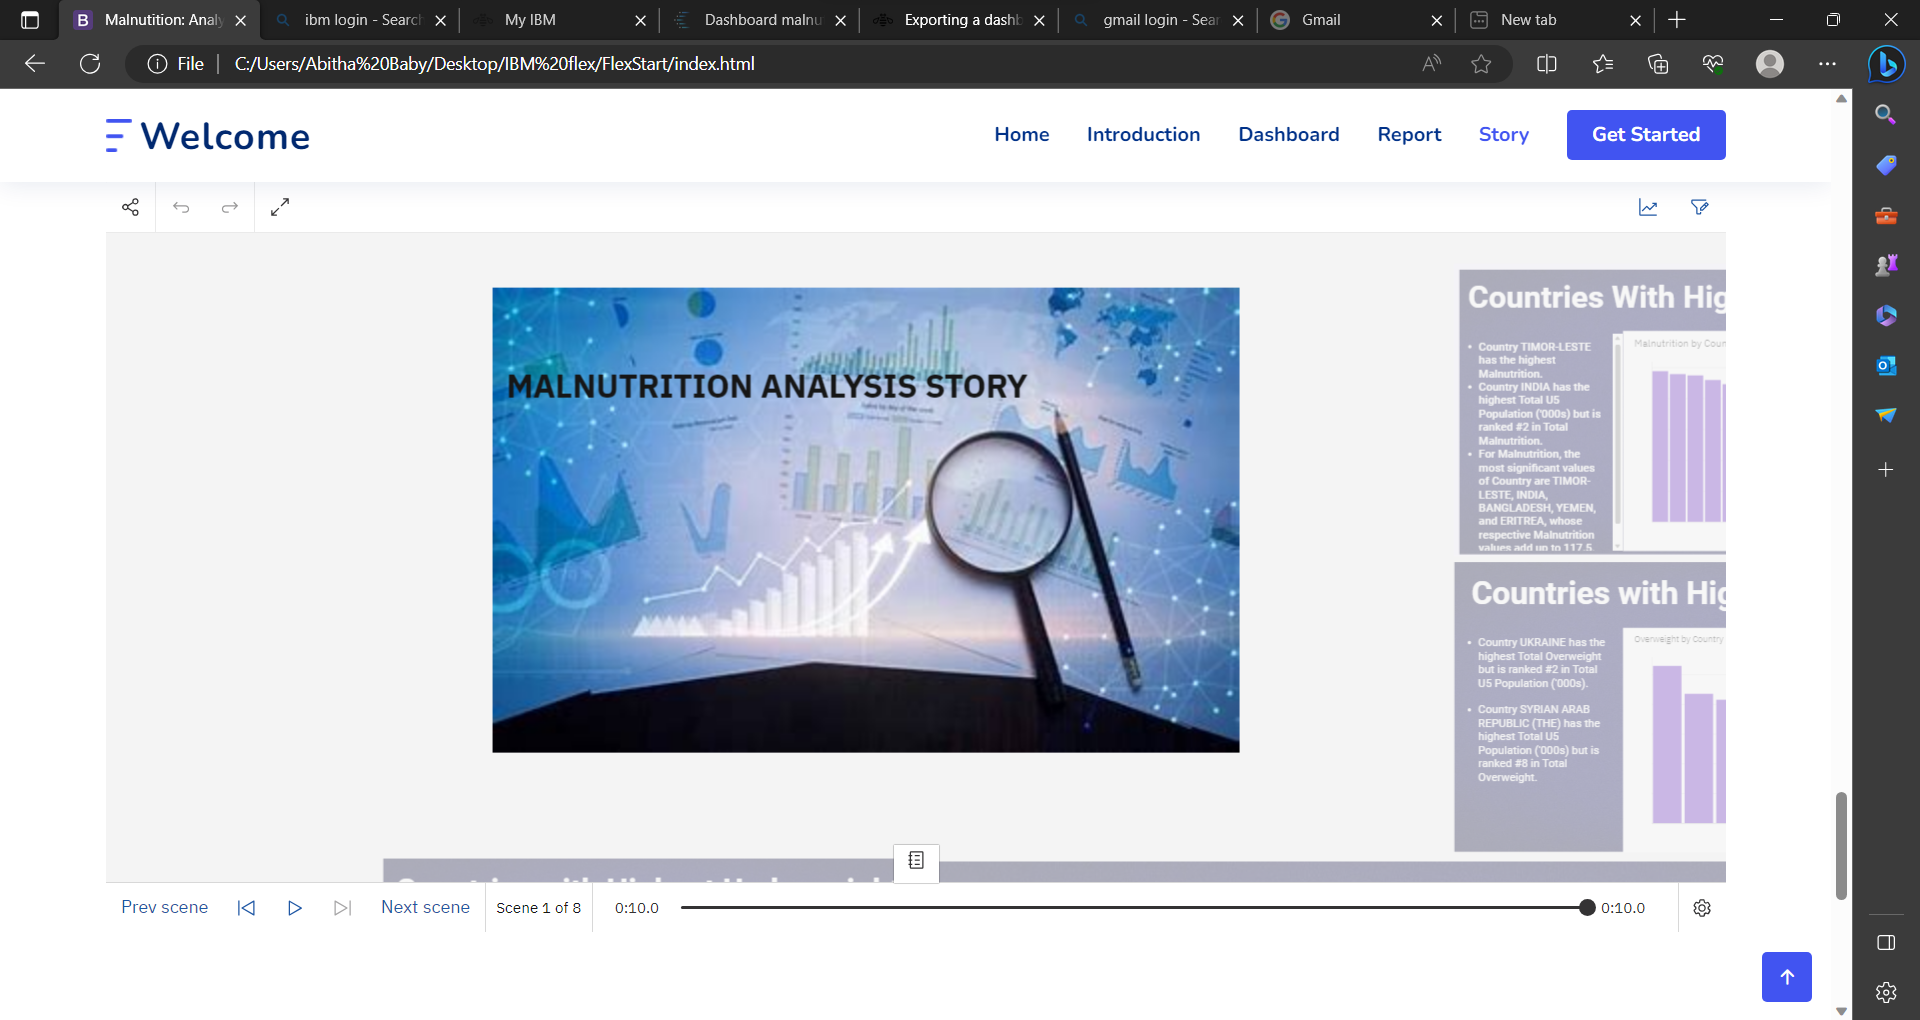 Malnutition: Analy
ibm login - Search
My IBM
Dashboard malnu
Exporting a dashb
gmail login - Sear
Gmail
New tab
File
C:/Users/Abitha%20Baby/Desktop/IBM%20flex/FlexStart/index.html
Welcome
Home
Introduction
Dashboard
Report
Story
Get Started
MALNUTRITION ANALYSIS STORY
Countries With Hig
• Country TIMOR-LESTE
has the highest
Malnutrition.
• Country INDIA has the
highest Total U5
Population ('000s) but is
ranked #2 in Total
Malnutrition.
• For Malnutrition, the
most significant values
of Country are TIMOR-
LESTE, INDIA,
BANGLADESH, YEMEN,
and ERITREA, whose
respective Malnutrition
values add up to 117.5
Malnutrition by Coun
Countries with Hig
• Country UKRAINE has the
highest Total Overweight
but is ranked #2 in Total
U5 Population ('000s).
• Country SYRIAN ARAB
REPUBLIC (THE) has the
highest Total U5
Population ('000s) but is
ranked #8 in Total
Overweight.
Overweight by Country
Prev scene
Next scene
Scene 1 of 8
0:10.0
0:10.0